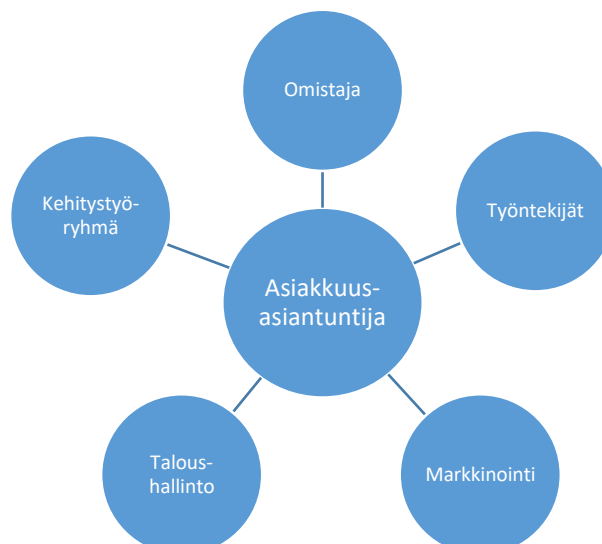 Omistaja
Kehitystyö-
ryhmä
Työntekijät
Asiakkuus-
asiantuntija
Talous-
hallinto
Markkinointi